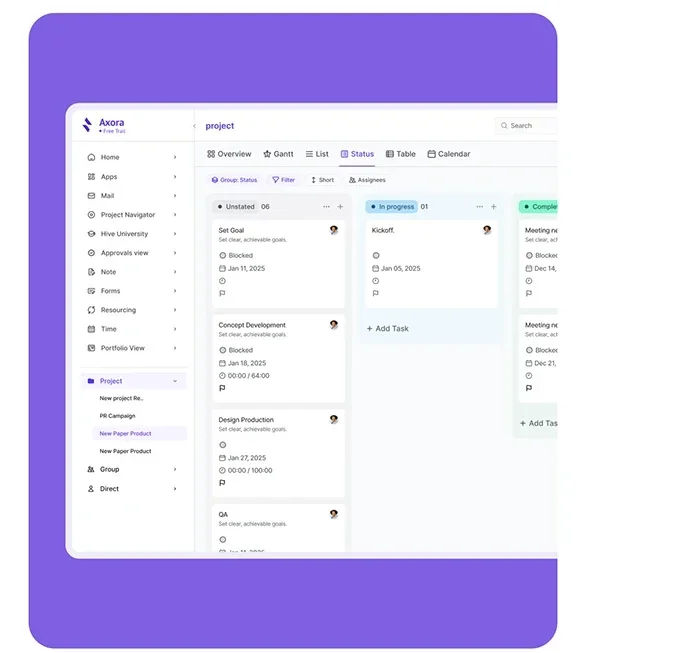 Axora
Free Trail
project
Search
Home
Apps
Mail
Project Navigator
Hive University
Approvals view
Note
Forms
Resourcing
Time
Portfolio View
Project
New project Re..
PR Campaign
New Paper Product
New Paper Product
Group
Direct
Overview
Gantt
List
Status
Table
Calendar
Group: Status
Filter
Short
Assignees
Unstated 06
Set Goal
Set clear, achievable goals.
Blocked
Jan 11, 2025
Concept Development
Set clear, achievable goals.
Blocked
Jan 18, 2025
00:00 / 64:00
Design Production
Set clear, achievable goals.
Jan 27, 2025
00:00 / 100:00
QA
Set clear, achievable goals.
In progress 01
Kickoff.
Jan 05, 2025
+ Add Task
Comple
Meeting ne
Set clear, ach
Blocked
Dec 14,
Meeting ne
Set clear, ach
Blocked
Dec 21,
+ Add Tas